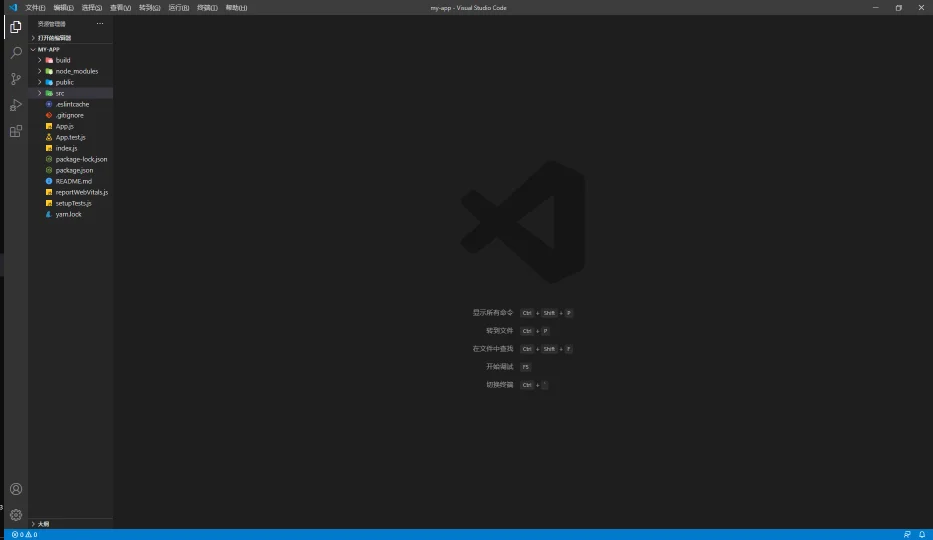 文件(F) 编辑(E) 选择(S) 查看(V) 转到(G) 运行(R) 终端(T) 帮助(H) my-app - Visual Studio Code
资源管理器 ···
打开的编辑器
MY-APP
build
node_modules
public
src
.eslintcache
.gitignore
App.js
App.test.js
index.js
package-lock.json
package.json
README.md
reportWebVitals.js
setupTests.js
yarn.lock
显示所有命令 Ctrl + Shift + P
转到文件 Ctrl + P
在文件中查找 Ctrl + Shift + F
开始调试 F5
切换终端 Ctrl + `
大纲
0 0